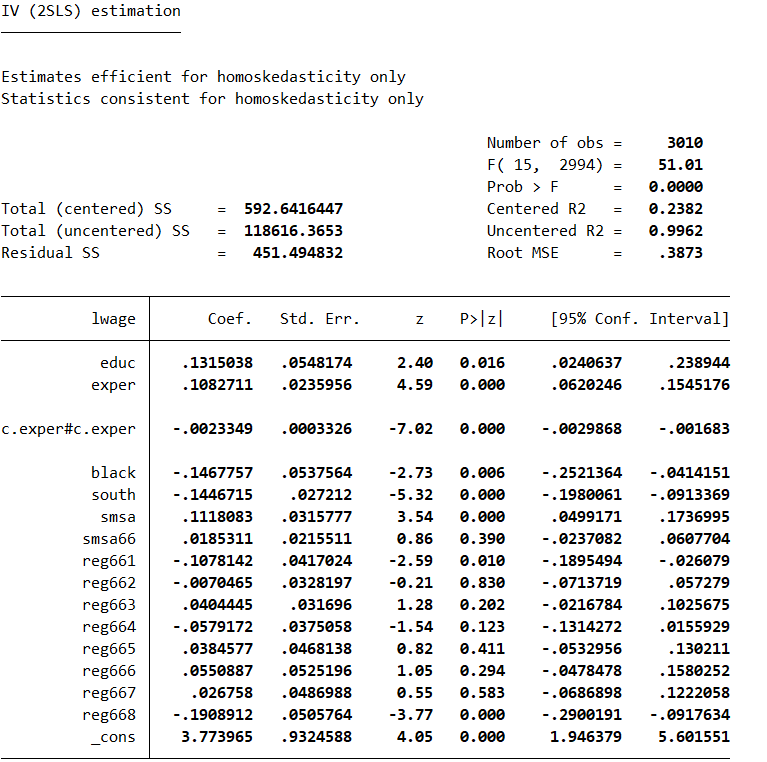 IV (2SLS) estimation
Estimates efficient for homoskedasticity only
Statistics consistent for homoskedasticity only
Number of obs = 3010
F( 15, 2994) = 51.01
Prob > F = 0.0000
Total (centered) SS = 592.6416447 Centered R2 = 0.2382
Total (uncentered) SS = 118616.3653 Uncentered R2 = 0.9962
Residual SS = 451.494832 Root MSE = .3873
lwage Coef. Std. Err. z P>|z| [95% Conf. Interval]
educ .1315038 .0548174 2.40 0.016 .0240637 .238944
exper .1082711 .0235956 4.59 0.000 .0620246 .1545176
c.exper#c.exper -.0023349 .0003326 -7.02 0.000 -.0029868 -.001683
black -.1467757 .0537564 -2.73 0.006 -.2521364 -.0414151
south -.1446715 .027212 -5.32 0.000 -.1980061 -.0913369
smsa .1118083 .0315777 3.54 0.000 .0499171 .1736995
smsa66 .0185311 .0215511 0.86 0.390 -.0237082 .0607704
reg661 -.1078142 .0417024 -2.59 0.010 -.1895494 -.026079
reg662 -.0070465 .0328197 -0.21 0.830 -.0713719 .057279
reg663 .0404445 .031696 1.28 0.202 -.0216784 .1025675
reg664 -.0579172 .0375058 -1.54 0.123 -.1314272 .0155929
reg665 .0384577 .0468138 0.82 0.411 -.0532956 .130211
reg666 .0550887 .0525196 1.05 0.294 -.0478478 .1580252
reg667 .026758 .0486988 0.55 0.583 -.0686898 .1222058
reg668 -.1908912 .0505764 -3.77 0.000 -.2900191 -.0917634
_cons 3.773965 .9324588 4.05 0.000 1.946379 5.601551